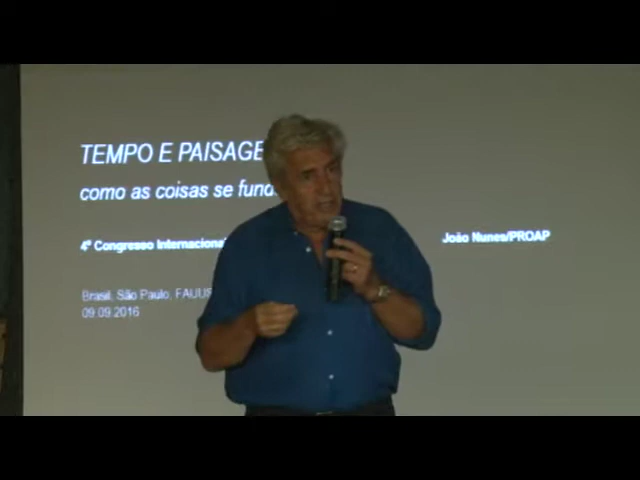 TEMPO E PAISAGE
como as coisas se fund
4º Congresso Internacional
João Nunes/PROAP
Brasil, São Paulo, FAUUS
09.09.2016